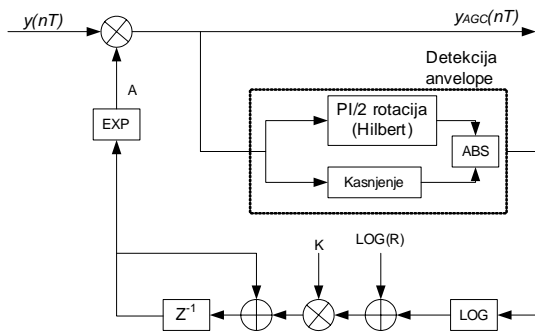 y(nT)
yAGC(nT)
Detekcija
anvelope
A
PI/2 rotacija
(Hilbert)
EXP
ABS
Kasnjenje
K
LOG(R)
Z-1
LOG